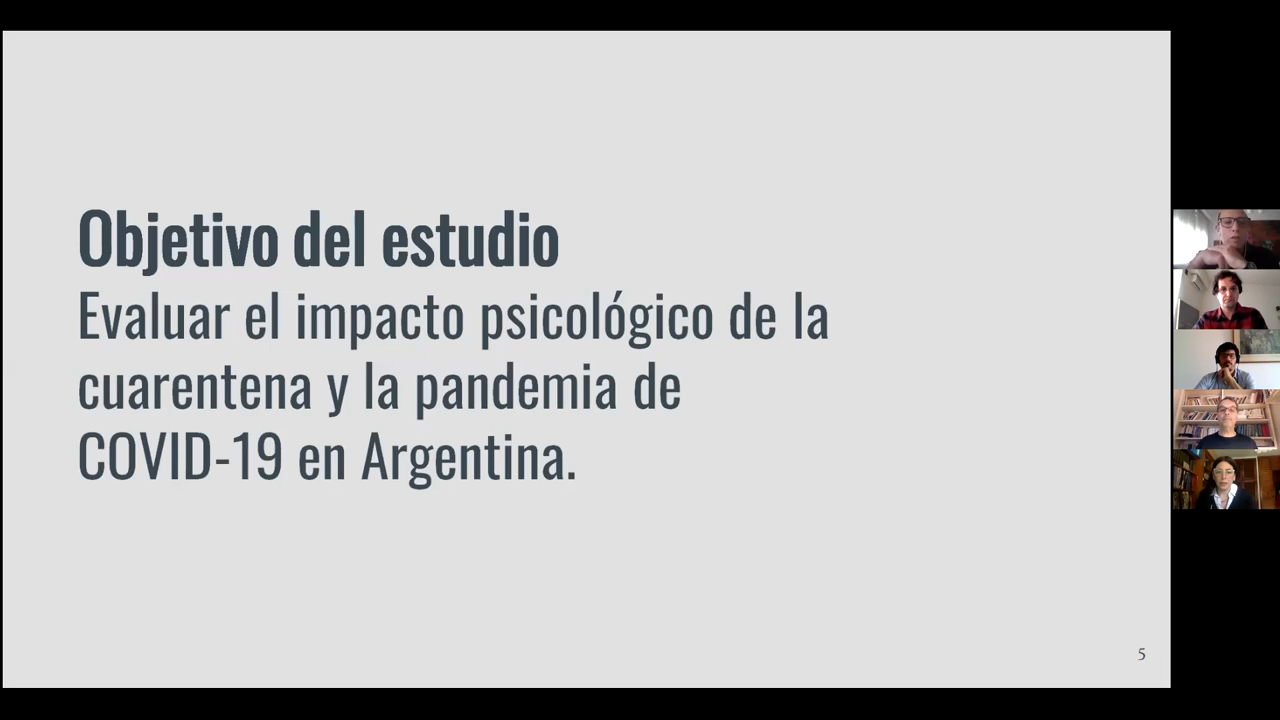 Objetivo del estudio
Evaluar el impacto psicológico de la
cuarentena y la pandemia de
COVID-19 en Argentina.
5